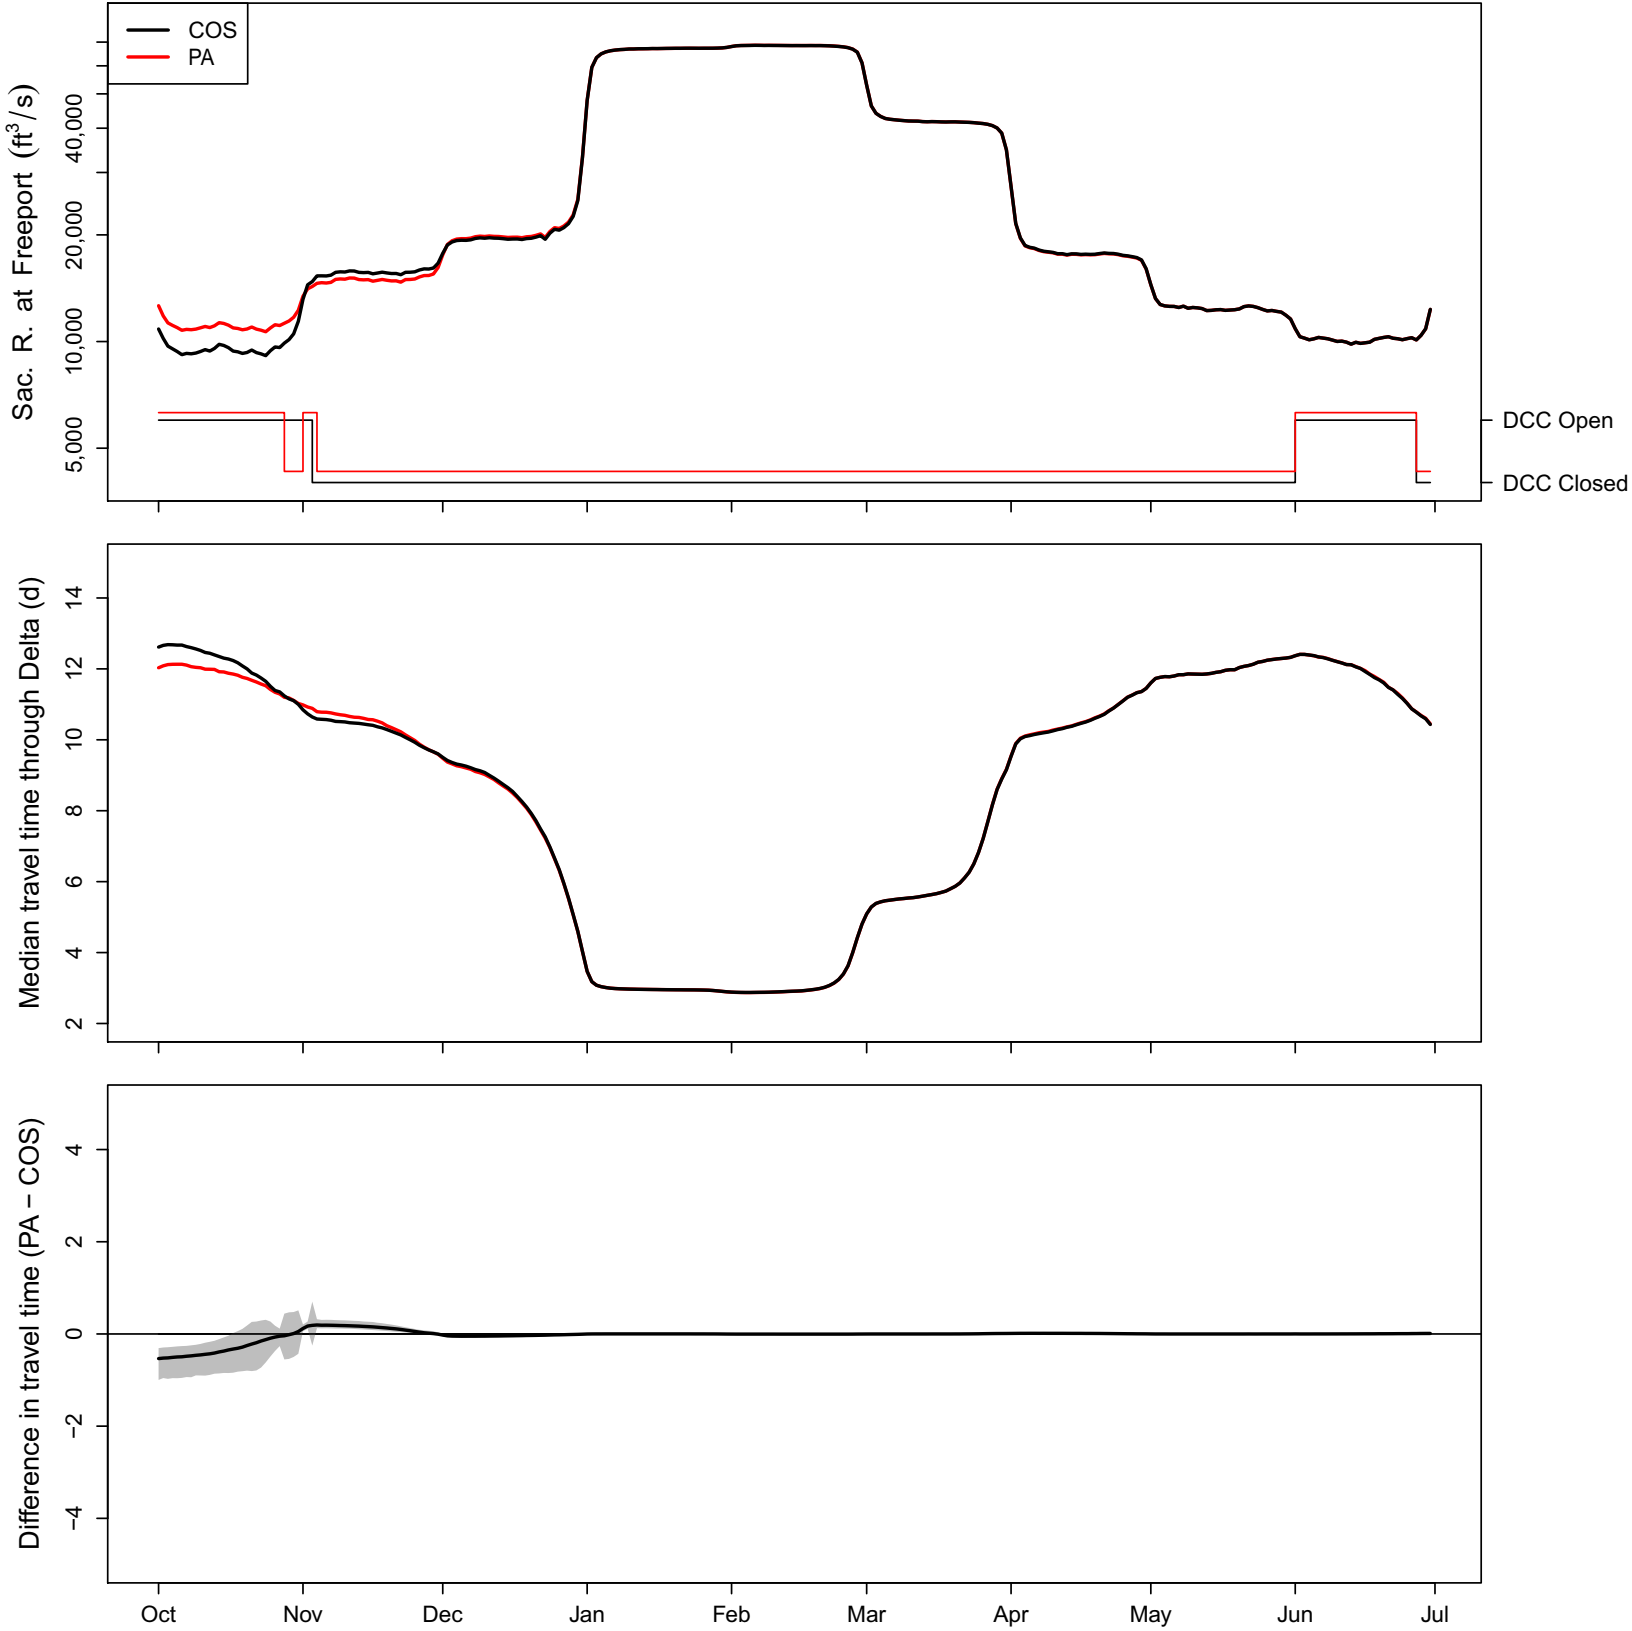 COS
PA
Sac. R. at Freeport (ft³/s)
40,000
20,000
10,000
5,000
DCC Open
DCC Closed
Median travel time through Delta (d)
14
12
10
8
6
4
2
Difference in travel time (PA − COS)
4
2
0
−2
−4
Oct Nov Dec Jan Feb Mar Apr May Jun Jul